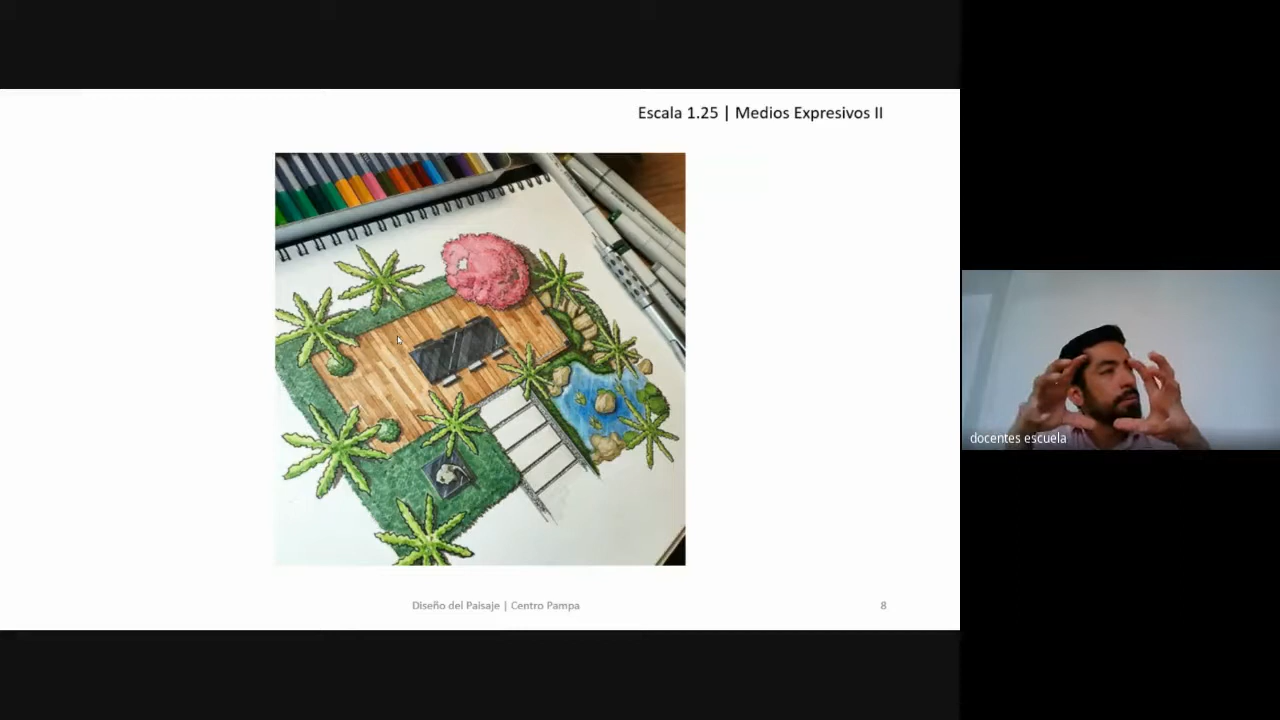 Escala 1.25 | Medios Expresivos II
docentes escuela
Diseño del Paisaje | Centro Pampa
8